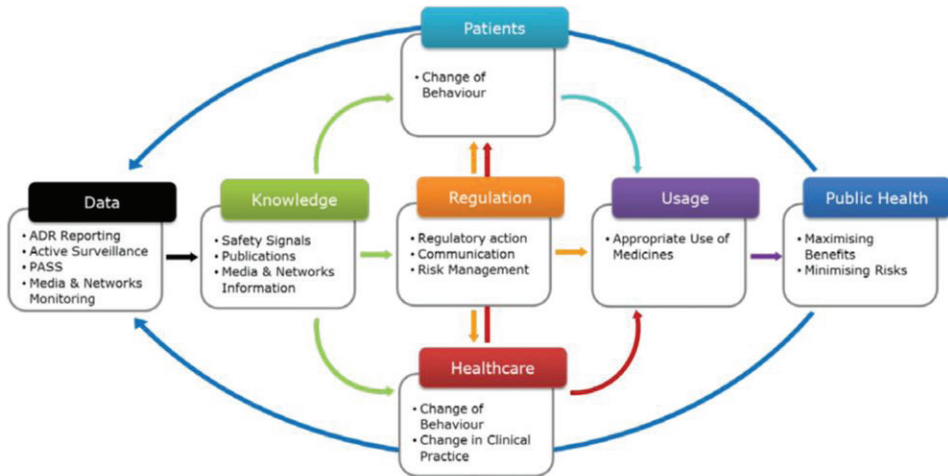 Patients
• Change of
Behaviour
Data
• ADR Reporting
• Active Surveillance
• PASS
• Media & Networks
Monitoring
Knowledge
• Safety Signals
• Publications
• Media & Networks
Information
Regulation
• Regulatory action
• Communication
• Risk Management
Usage
• Appropriate Use of
Medicines
Public Health
• Maximising
Benefits
• Minimising Risks
Healthcare
• Change of
Behaviour
• Change in Clinical
Practice